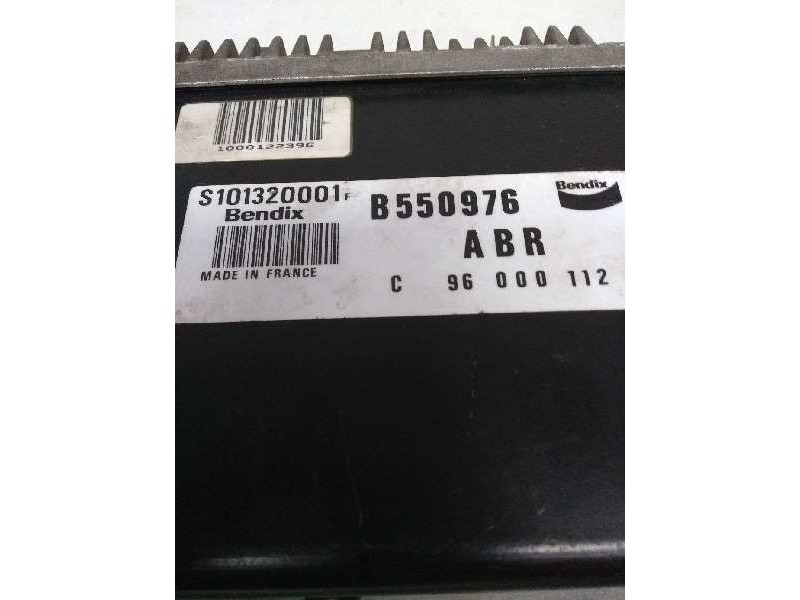 1000122396
S101320001F
Bendix
MADE IN FRANCE
B550976
Bendix
ABR
C 96 000 112